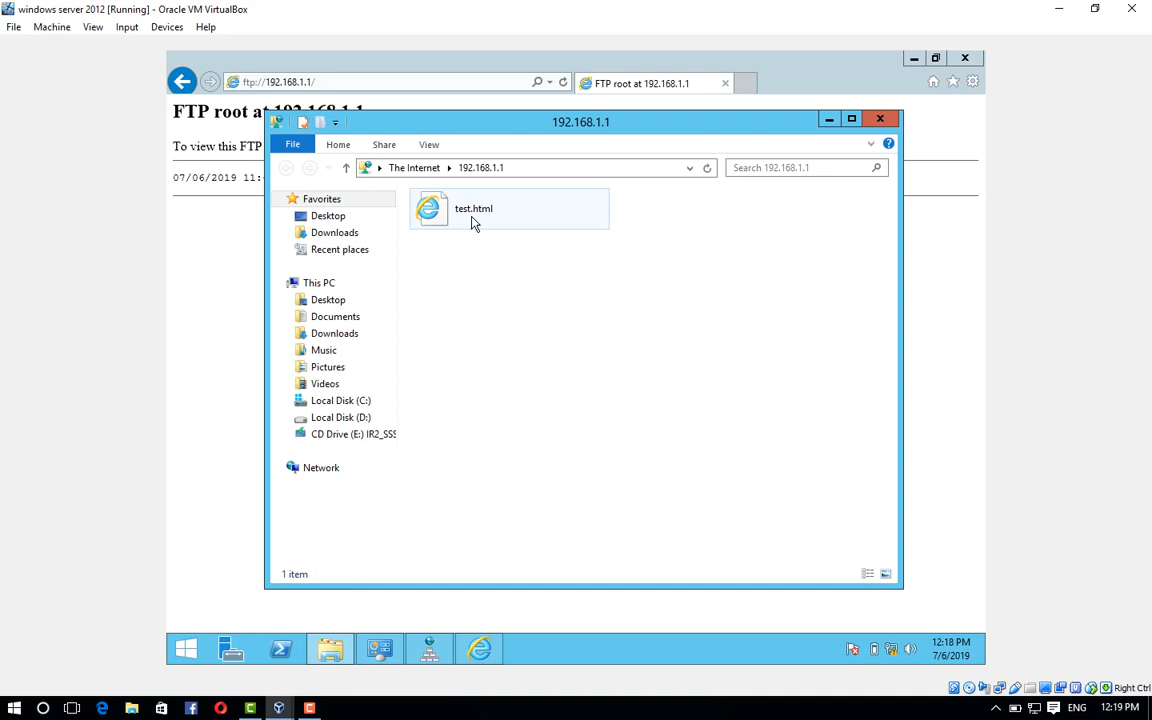 windows server 2012 [Running] - Oracle VM VirtualBox
File Machine View Input Devices Help
ftp://192.168.1.1/
FTP root at 192.168.1.1
FTP root at 192.168.1.1
To view this FTP
07/06/2019 11:
192.168.1.1
File Home Share View
The Internet 192.168.1.1
Search 192.168.1.1
Favorites
Desktop
Downloads
Recent places
This PC
Desktop
Documents
Downloads
Music
Pictures
Videos
Local Disk (C:)
Local Disk (D:)
CD Drive (E:) IR2_SSS
Network
test.html
1 item
12:18 PM
7/6/2019
Right Ctrl
ENG 12:19 PM